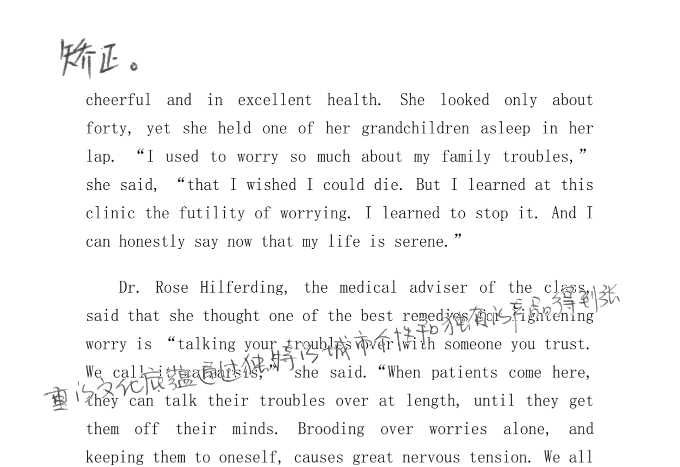 矫正。
cheerful and in excellent health. She looked only about
forty, yet she held one of her grandchildren asleep in her
lap. “I used to worry so much about my family troubles,”
she said, “that I wished I could die. But I learned at this
clinic the futility of worrying. I learned to stop it. And I
can honestly say now that my life is serene.”
Dr. Rose Hilferding, the medical adviser of the class,
said that she thought one of the best remedies for lightening
worry is “talking your troubles over with someone you trust.
We call it catharsis,” she said. “When patients come here,
they can talk their troubles over at length, until they get
them off their minds. Brooding over worries alone, and
keeping them to oneself, causes great nervous tension. We all
重的文化底蕴通过独特的城市个性和独有的产品得到张